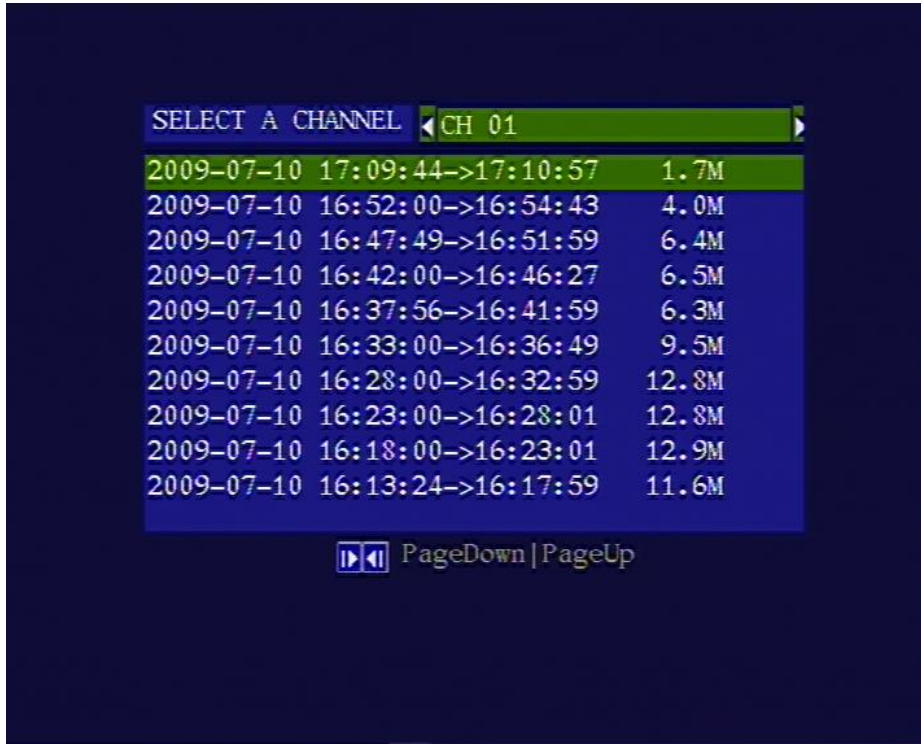 SELECT A CHANNEL CH 01
2009-07-10 17:09:44->17:10:57 1.7M
2009-07-10 16:52:00->16:54:43 4.0M
2009-07-10 16:47:49->16:51:59 6.4M
2009-07-10 16:42:00->16:46:27 6.5M
2009-07-10 16:37:56->16:41:59 6.3M
2009-07-10 16:33:00->16:36:49 9.5M
2009-07-10 16:28:00->16:32:59 12.8M
2009-07-10 16:23:00->16:28:01 12.8M
2009-07-10 16:18:00->16:23:01 12.9M
2009-07-10 16:13:24->16:17:59 11.6M
PageDown|PageUp